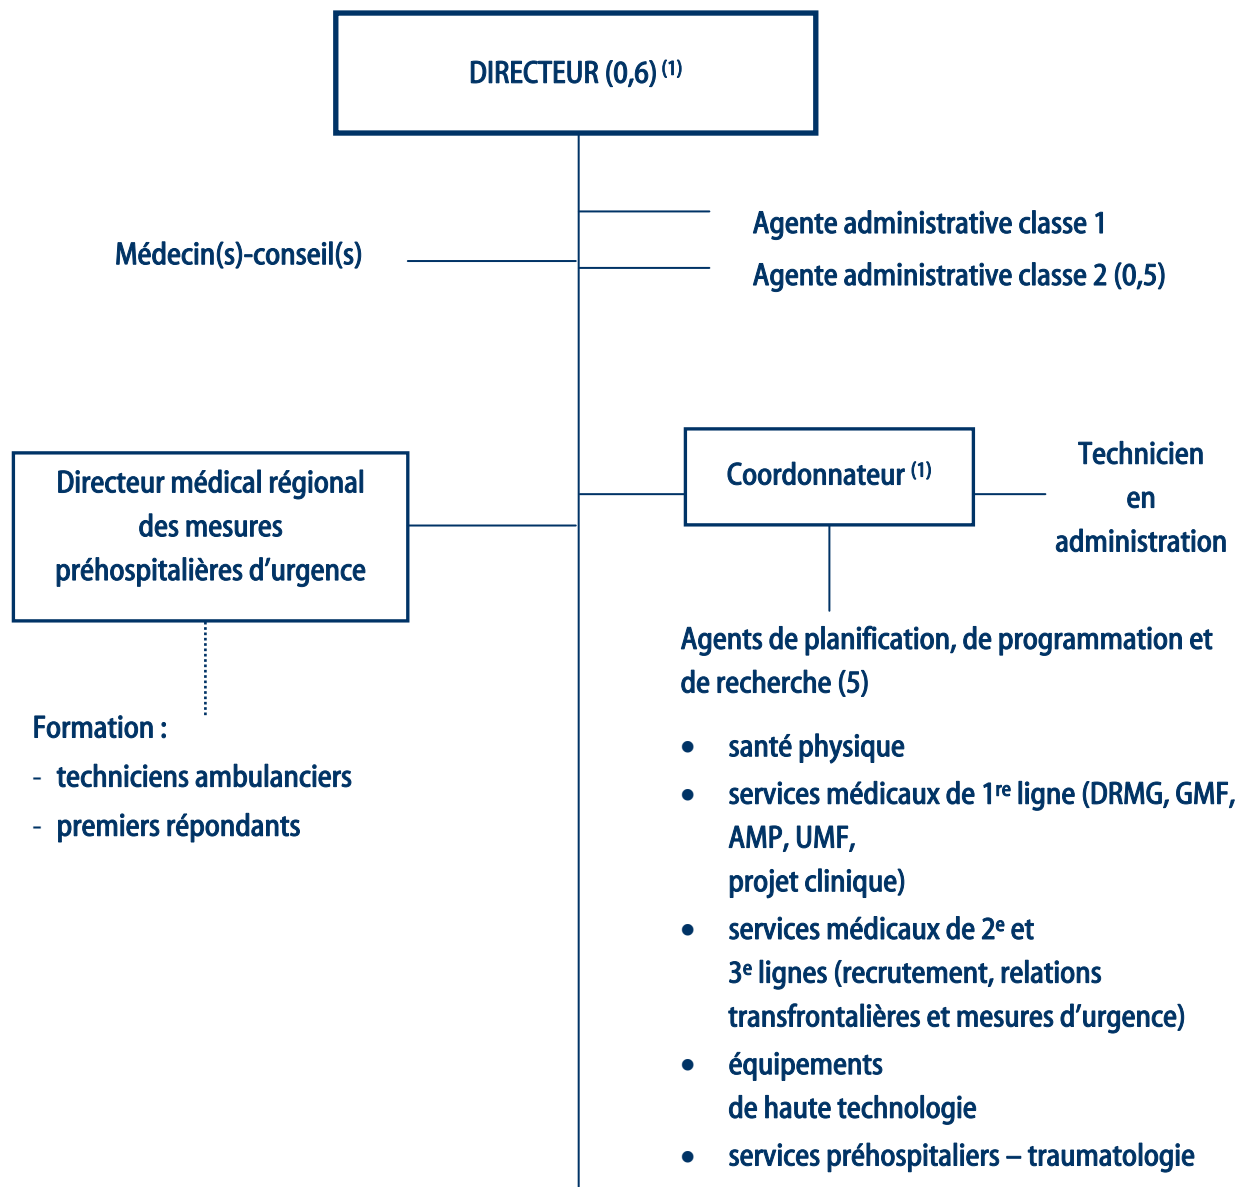 DIRECTEUR (0,6) (1)
Médecin(s)-conseil(s)
Agente administrative classe 1
Agente administrative classe 2 (0,5)
Directeur médical régional
des mesures
préhospitalières d’urgence
Coordonnateur (1)
Technicien
en
administration
Formation :
- techniciens ambulanciers
- premiers répondants
Agents de planification, de programmation et
de recherche (5)
• santé physique
• services médicaux de 1re ligne (DRMG, GMF,
AMP, UMF,
projet clinique)
• services médicaux de 2e et
3e lignes (recrutement, relations
transfrontalières et mesures d’urgence)
• équipements
de haute technologie
• services préhospitaliers – traumatologie